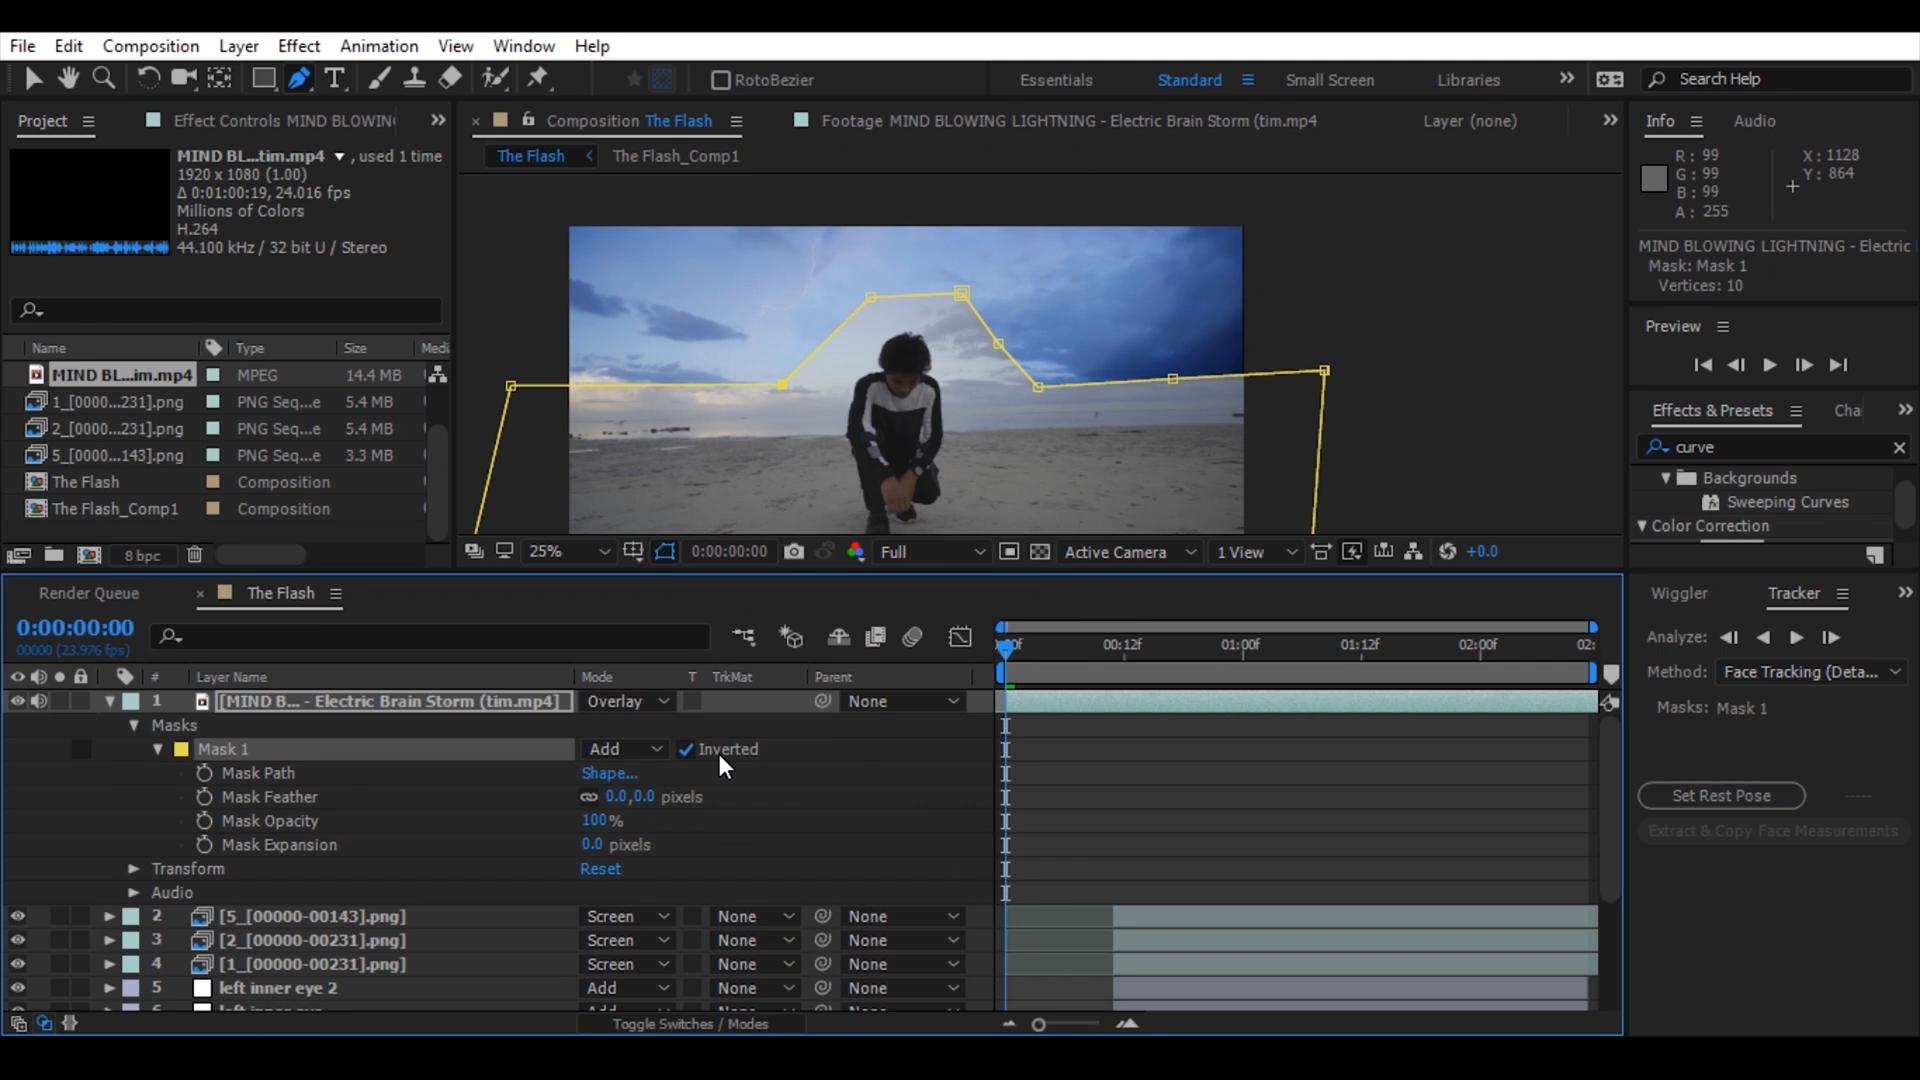 File Edit Composition Layer Effect Animation View Window Help
RotoBezier Essentials Standard Small Screen Libraries Search Help
Project Effect Controls MIND BLOWIN
Composition The Flash Footage MIND BLOWING LIGHTNING - Electric Brain Storm (tim.mp4 Layer (none)
Info Audio
The Flash The Flash_Comp1
MIND BL...tim.mp4 , used 1 time
1920 x 1080 (1.00)
Δ 0:01:00:19, 24.016 fps
Millions of Colors
H.264
44.100 kHz / 32 bit U / Stereo
R: 99 X: 1128
G: 99 Y: 864
B: 99
A: 255
MIND BLOWING LIGHTNING - Electric
Mask: Mask 1
Vertices: 10
Preview
Effects & Presets Cha
curve
Backgrounds
Sweeping Curves
Color Correction
Name Type Size Medi
MIND BL...im.mp4 MPEG 14.4 MB
1_[0000...231].png PNG Seq...e 5.4 MB
2_[0000...231].png PNG Seq...e 5.4 MB
5_[0000...143].png PNG Seq...e 3.3 MB
The Flash Composition
The Flash_Comp1 Composition
8 bpc
25% 0:00:00:00 Full Active Camera 1 View +0.0
Render Queue The Flash
0:00:00:00
00000 (23.976 fps)
00f 00:12f 01:00f 01:12f 02:00f 02:
# Layer Name Mode T TrkMat Parent
1 [MIND B... - Electric Brain Storm (tim.mp4] Overlay None
Masks
Mask 1 Add Inverted
Mask Path Shape...
Mask Feather 0.0,0.0 pixels
Mask Opacity 100%
Mask Expansion 0.0 pixels
Transform Reset
Audio
2 [5_[00000-00143].png] Screen None None
3 [2_[00000-00231].png] Screen None None
4 [1_[00000-00231].png] Screen None None
5 left inner eye 2 Add None None
Toggle Switches / Modes
Wiggler Tracker
Analyze:
Method: Face Tracking (Deta...
Masks: Mask 1
Set Rest Pose -----
Extract & Copy Face Measurements